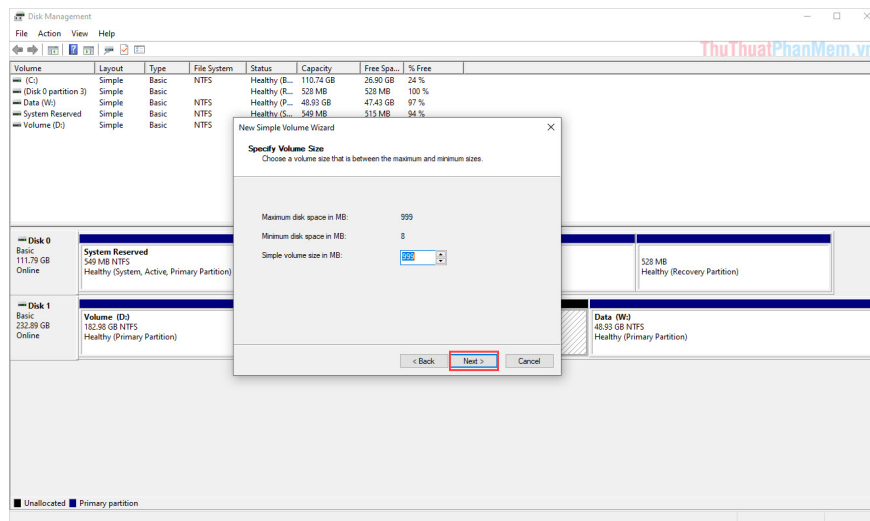 Disk Management
File Action View Help
ThuThuatPhanMem.vn
Volume Layout Type File System Status Capacity Free Spa... % Free
(C:) Simple Basic NTFS Healthy (B... 110.74 GB 26.90 GB 24 %
(Disk 0 partition 3) Simple Basic Healthy (R... 528 MB 528 MB 100 %
Data (W:) Simple Basic NTFS Healthy (P... 48.93 GB 47.43 GB 97 %
System Reserved Simple Basic NTFS Healthy (S... 549 MB 515 MB 94 %
Volume (D:) Simple Basic NTFS
New Simple Volume Wizard
Specify Volume Size
Choose a volume size that is between the maximum and minimum sizes.
Maximum disk space in MB: 999
Minimum disk space in MB: 8
Simple volume size in MB: 999
< Back Next > Cancel
Disk 0
Basic
111.79 GB
Online
System Reserved
549 MB NTFS
Healthy (System, Active, Primary Partition)
528 MB
Healthy (Recovery Partition)
Disk 1
Basic
232.89 GB
Online
Volume (D:)
182.98 GB NTFS
Healthy (Primary Partition)
Data (W:)
48.93 GB NTFS
Healthy (Primary Partition)
Unallocated Primary partition